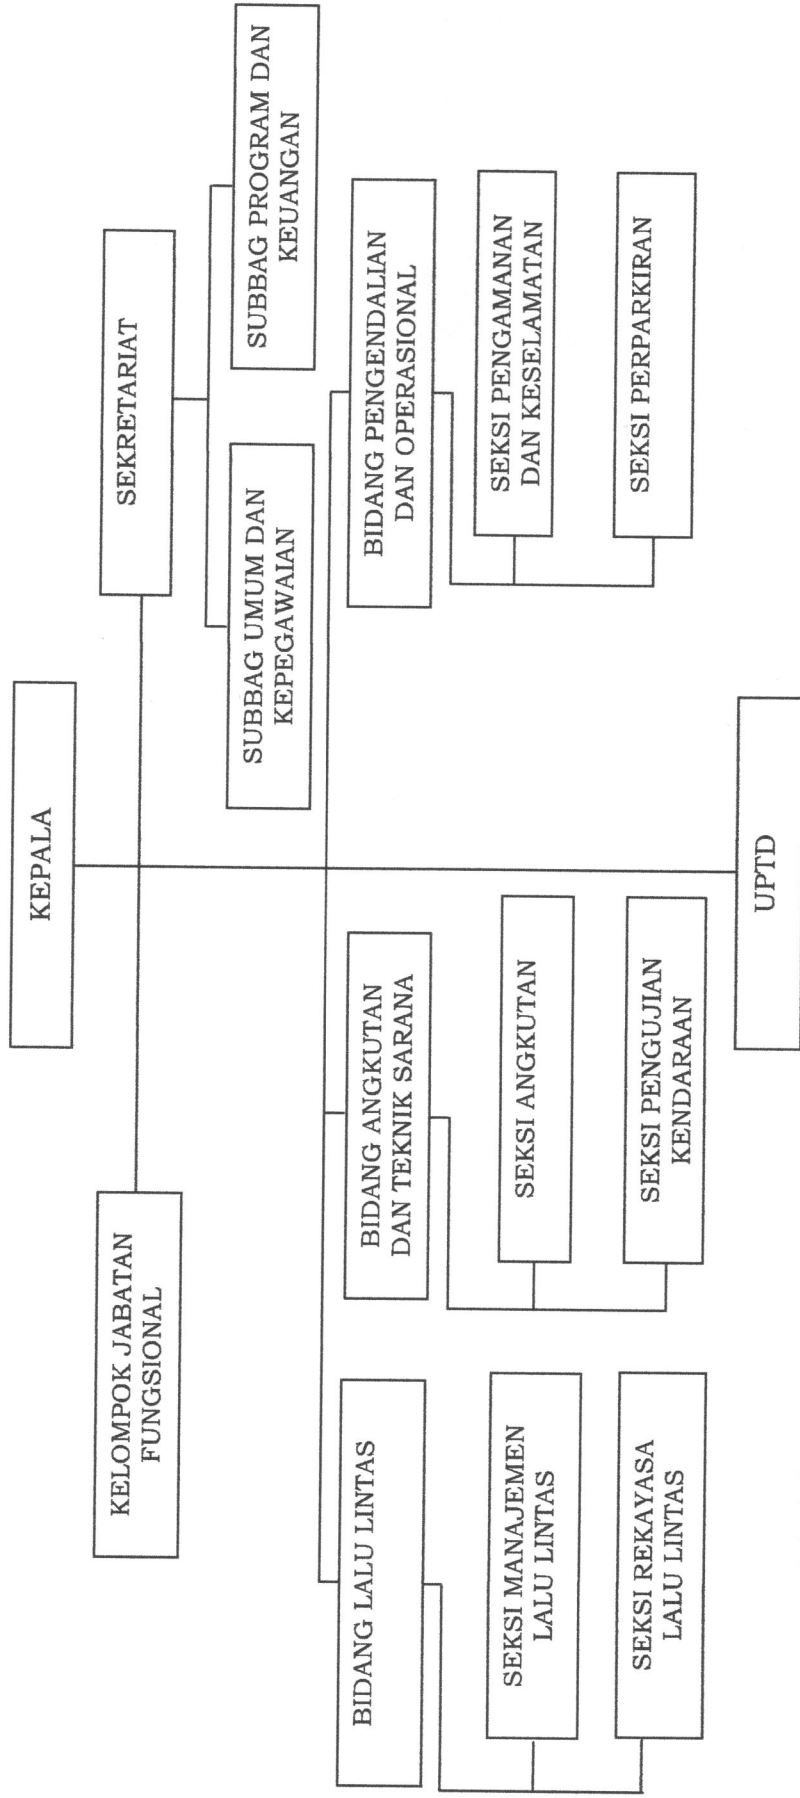 KEPALA
KELOMPOK JABATAN
FUNGSIONAL
SEKRETARIAT
SUBBAG UMUM DAN
KEPEGAWAIAN
SUBBAG PROGRAM DAN
KEUANGAN
BIDANG LALU LINTAS
SEKSI MANAJEMEN
LALU LINTAS
SEKSI REKAYASA
LALU LINTAS
BIDANG ANGKUTAN
DAN TEKNIK SARANA
SEKSI ANGKUTAN
SEKSI PENGUJIAN
KENDARAAN
BIDANG PENGENDALIAN
DAN OPERASIONAL
SEKSI PENGAMANAN
DAN KESELAMATAN
SEKSI PERPARKIRAN
UPTD